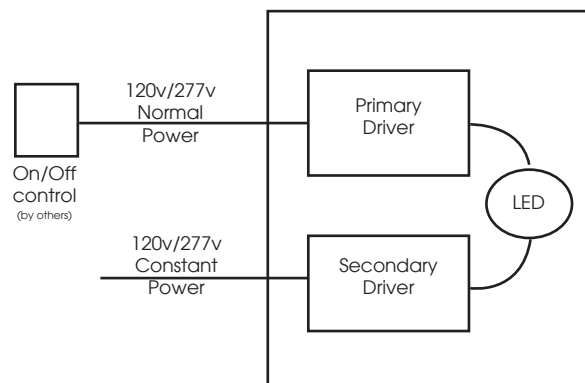 120v/277v
Normal
Power
On/Off
control
(by others)
Primary
Driver
LED
120v/277v
Constant
Power
Secondary
Driver